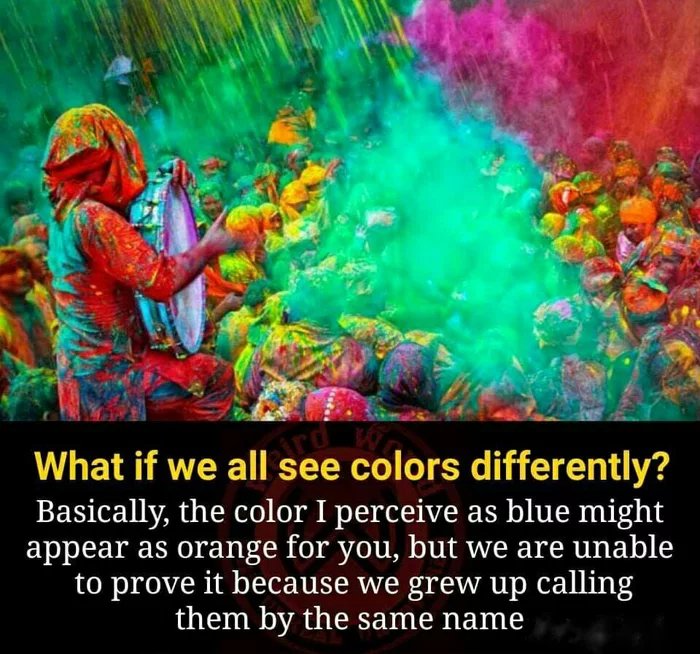 What if we all see colors differently?
Basically, the color I perceive as blue might
appear as orange for you, but we are unable
to prove it because we grew up calling
them by the same name